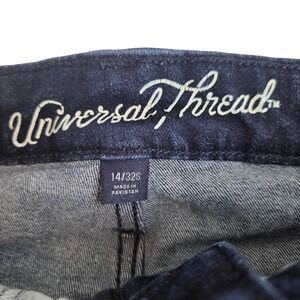 Universal Thread™
14/32S
MADE IN
PAKISTAN